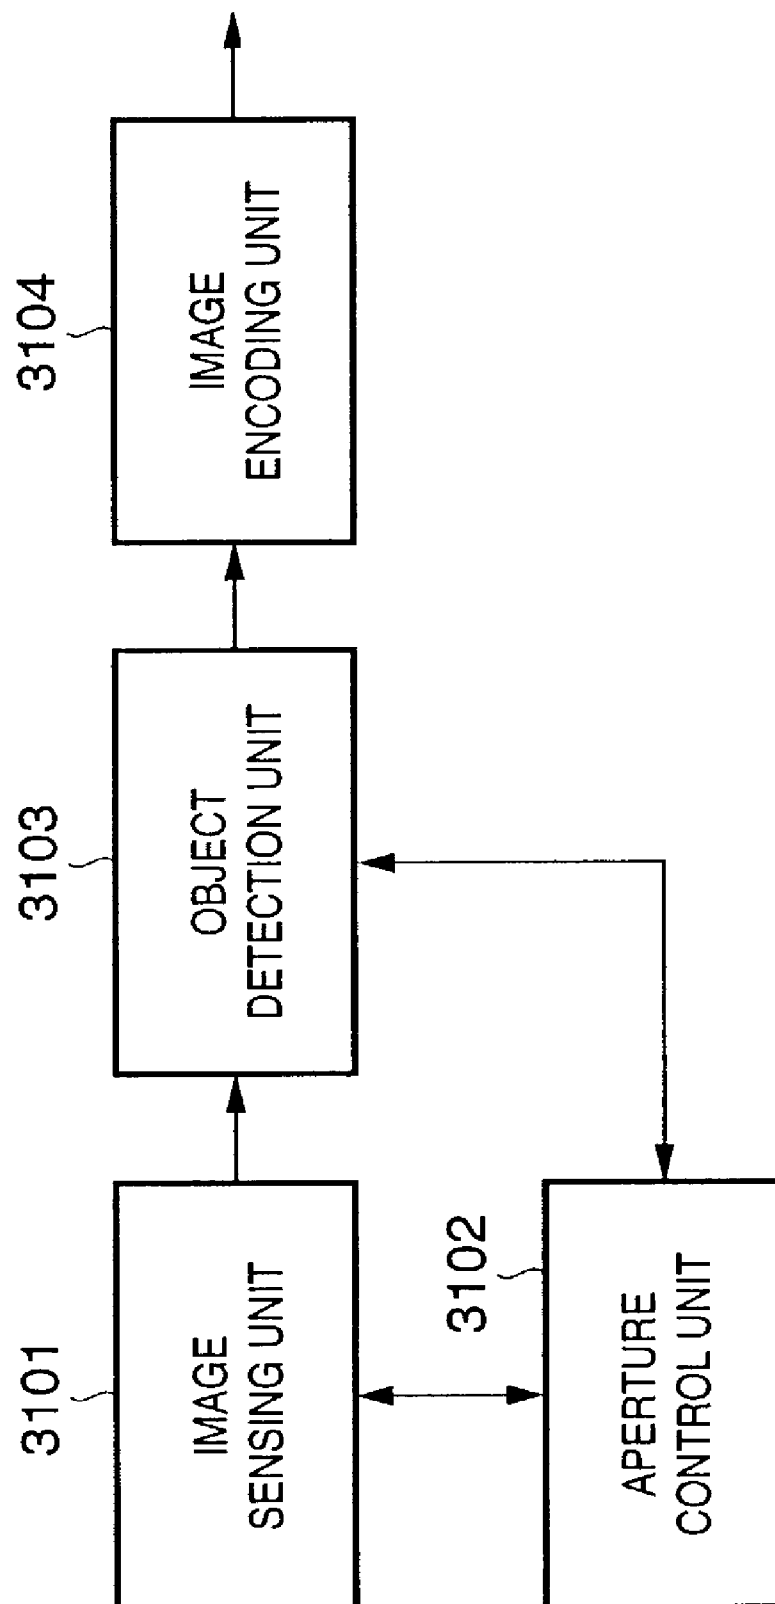 3101
IMAGE
SENSING UNIT
3103
OBJECT
DETECTION UNIT
3104
IMAGE
ENCODING UNIT
3102
APERTURE
CONTROL UNIT